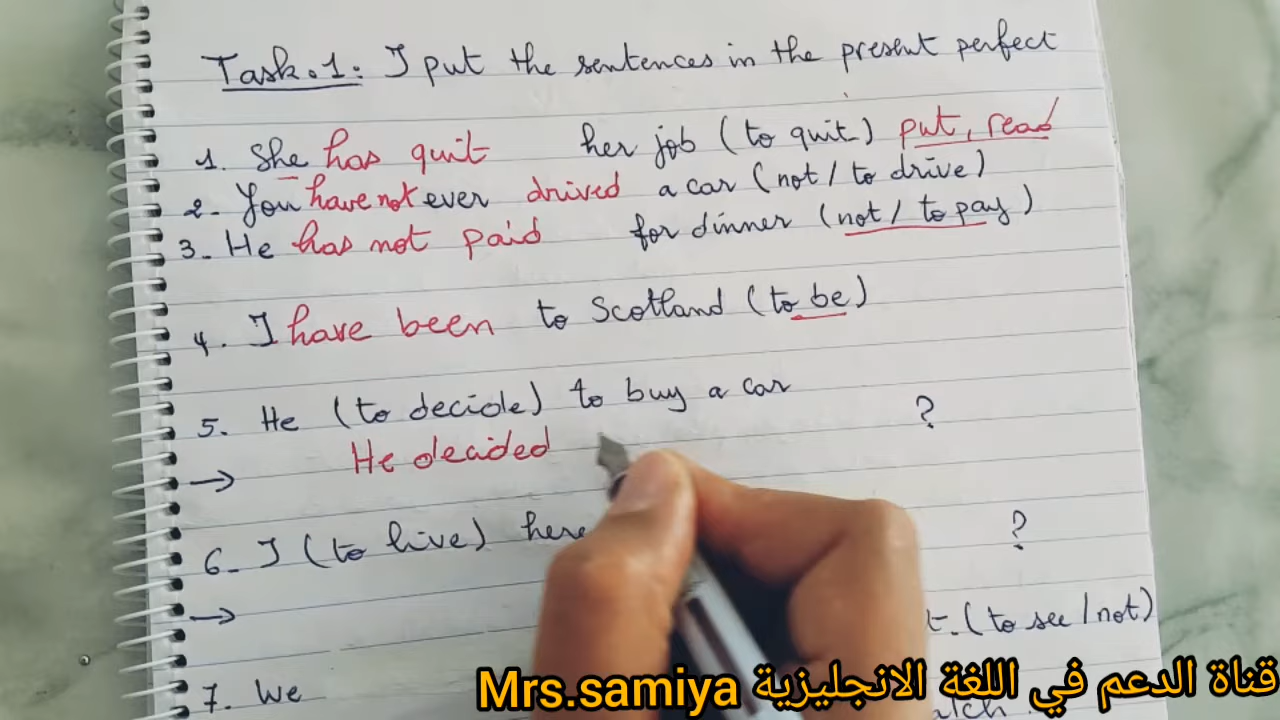 Task.1: I put the sentences in the present perfect
1. She has quit her job (to quit) put, read
2- You have not ever drived a car (not / to drive)
3- He has not paid for dinner (not / to pay)
4. I have been to Scotland (to be)
5. He (to decide) to buy a car ?
→ He decided
6- I (to live) here ?
→
t. (to see / not)
7. We
Mrs.samiya قناة الدعم في اللغة الانجليزية